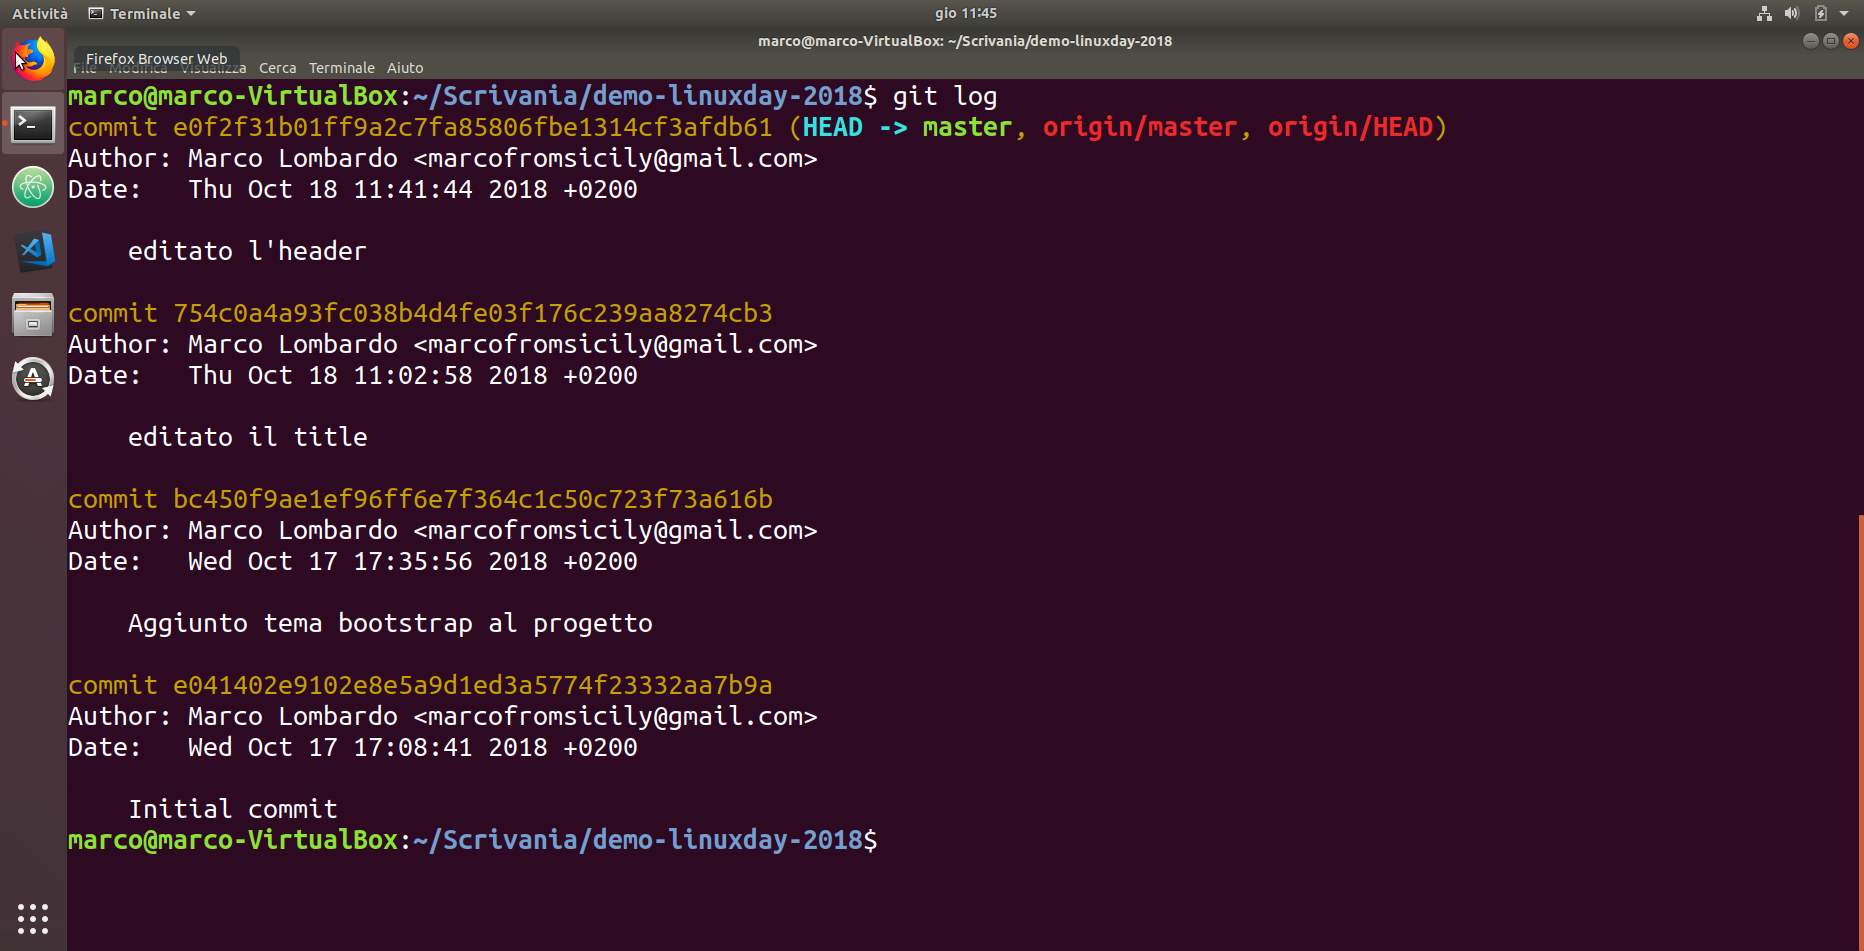 Attività Terminale gio 11:45
marco@marco-VirtualBox: ~/Scrivania/demo-linuxday-2018
Firefox Browser Web
File Modifica Visualizza Cerca Terminale Aiuto
marco@marco-VirtualBox:~/Scrivania/demo-linuxday-2018$ git log
commit e0f2f31b01ff9a2c7fa85806fbe1314cf3afdb61 (HEAD -> master, origin/master, origin/HEAD)
Author: Marco Lombardo <marcofromsicily@gmail.com>
Date:   Thu Oct 18 11:41:44 2018 +0200
editato l'header
commit 754c0a4a93fc038b4d4fe03f176c239aa8274cb3
Author: Marco Lombardo <marcofromsicily@gmail.com>
Date:   Thu Oct 18 11:02:58 2018 +0200
editato il title
commit bc450f9ae1ef96ff6e7f364c1c50c723f73a616b
Author: Marco Lombardo <marcofromsicily@gmail.com>
Date:   Wed Oct 17 17:35:56 2018 +0200
Aggiunto tema bootstrap al progetto
commit e041402e9102e8e5a9d1ed3a5774f23332aa7b9a
Author: Marco Lombardo <marcofromsicily@gmail.com>
Date:   Wed Oct 17 17:08:41 2018 +0200
Initial commit
marco@marco-VirtualBox:~/Scrivania/demo-linuxday-2018$